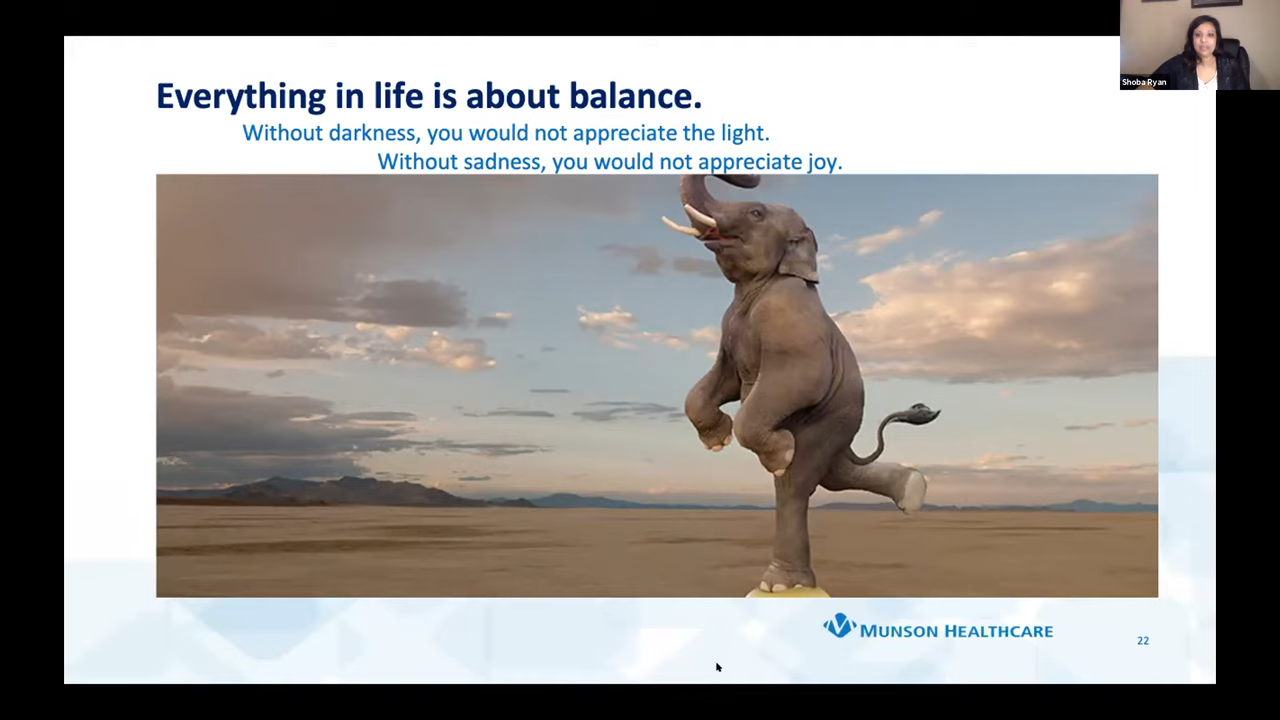 Shoba Ryan
Everything in life is about balance.
Without darkness, you would not appreciate the light.
Without sadness, you would not appreciate joy.
MUNSON HEALTHCARE
22